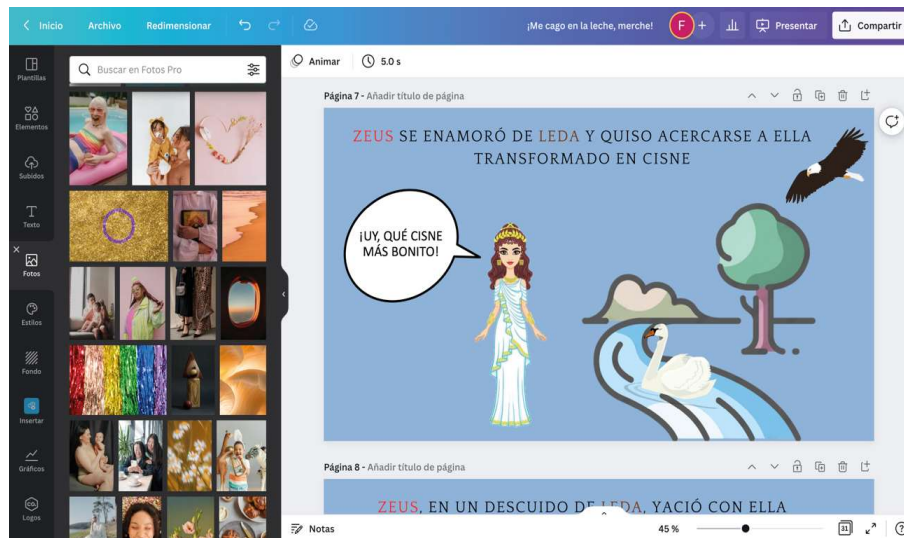 Inicio
Archivo
Redimensionar
¡Me cago en la leche, merche!
F
+
Presentar
Compartir
Plantillas
Elementos
Subidos
Texto
Fotos
Estilos
Fondo
Insertar
Gráficos
CO.
Logos
Buscar en Fotos Pro
Animar
5.0 s
Página 7 - Añadir título de página
ZEUS SE ENAMORÓ DE LEDA Y QUISO ACERCARSE A ELLA
TRANSFORMADO EN CISNE
¡UY, QUÉ CISNE
MÁS BONITO!
Página 8 - Añadir título de página
ZEUS, EN UN DESCUIDO DE LEDA, YACIÓ CON ELLA
Notas
45 %
31
?